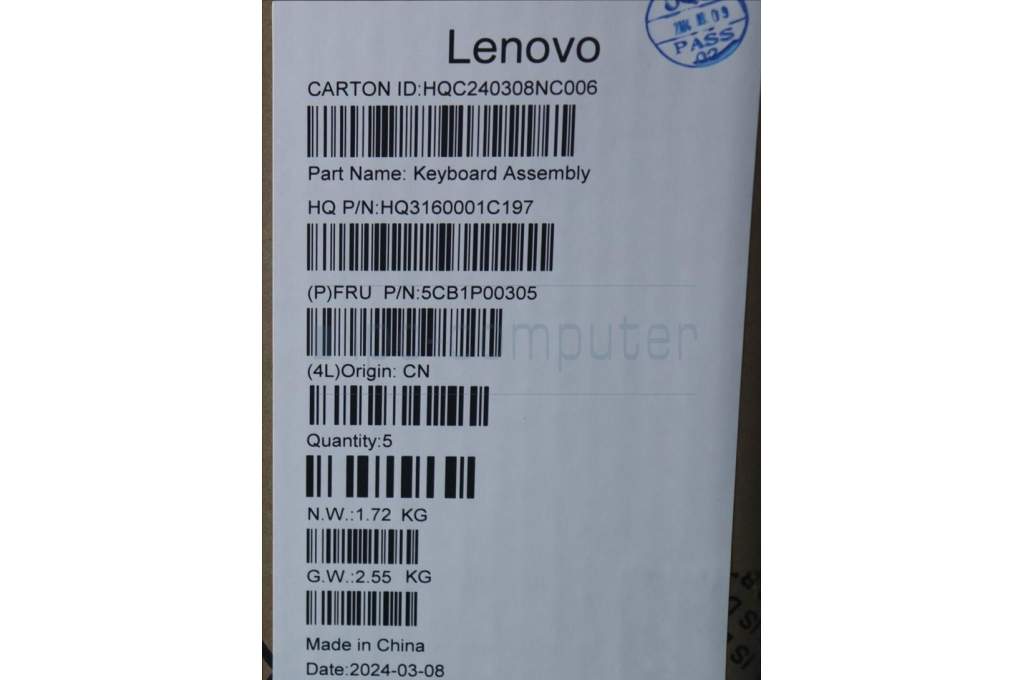 Lenovo
PASS
CARTON ID:HQC240308NC006
Part Name: Keyboard Assembly
HQ P/N:HQ3160001C197
(P)FRU P/N:5CB1P00305
computer
(4L)Origin: CN
Quantity:5
N.W.:1.72 KG
G.W.:2.55 KG
Made in China
Date:2024-03-08